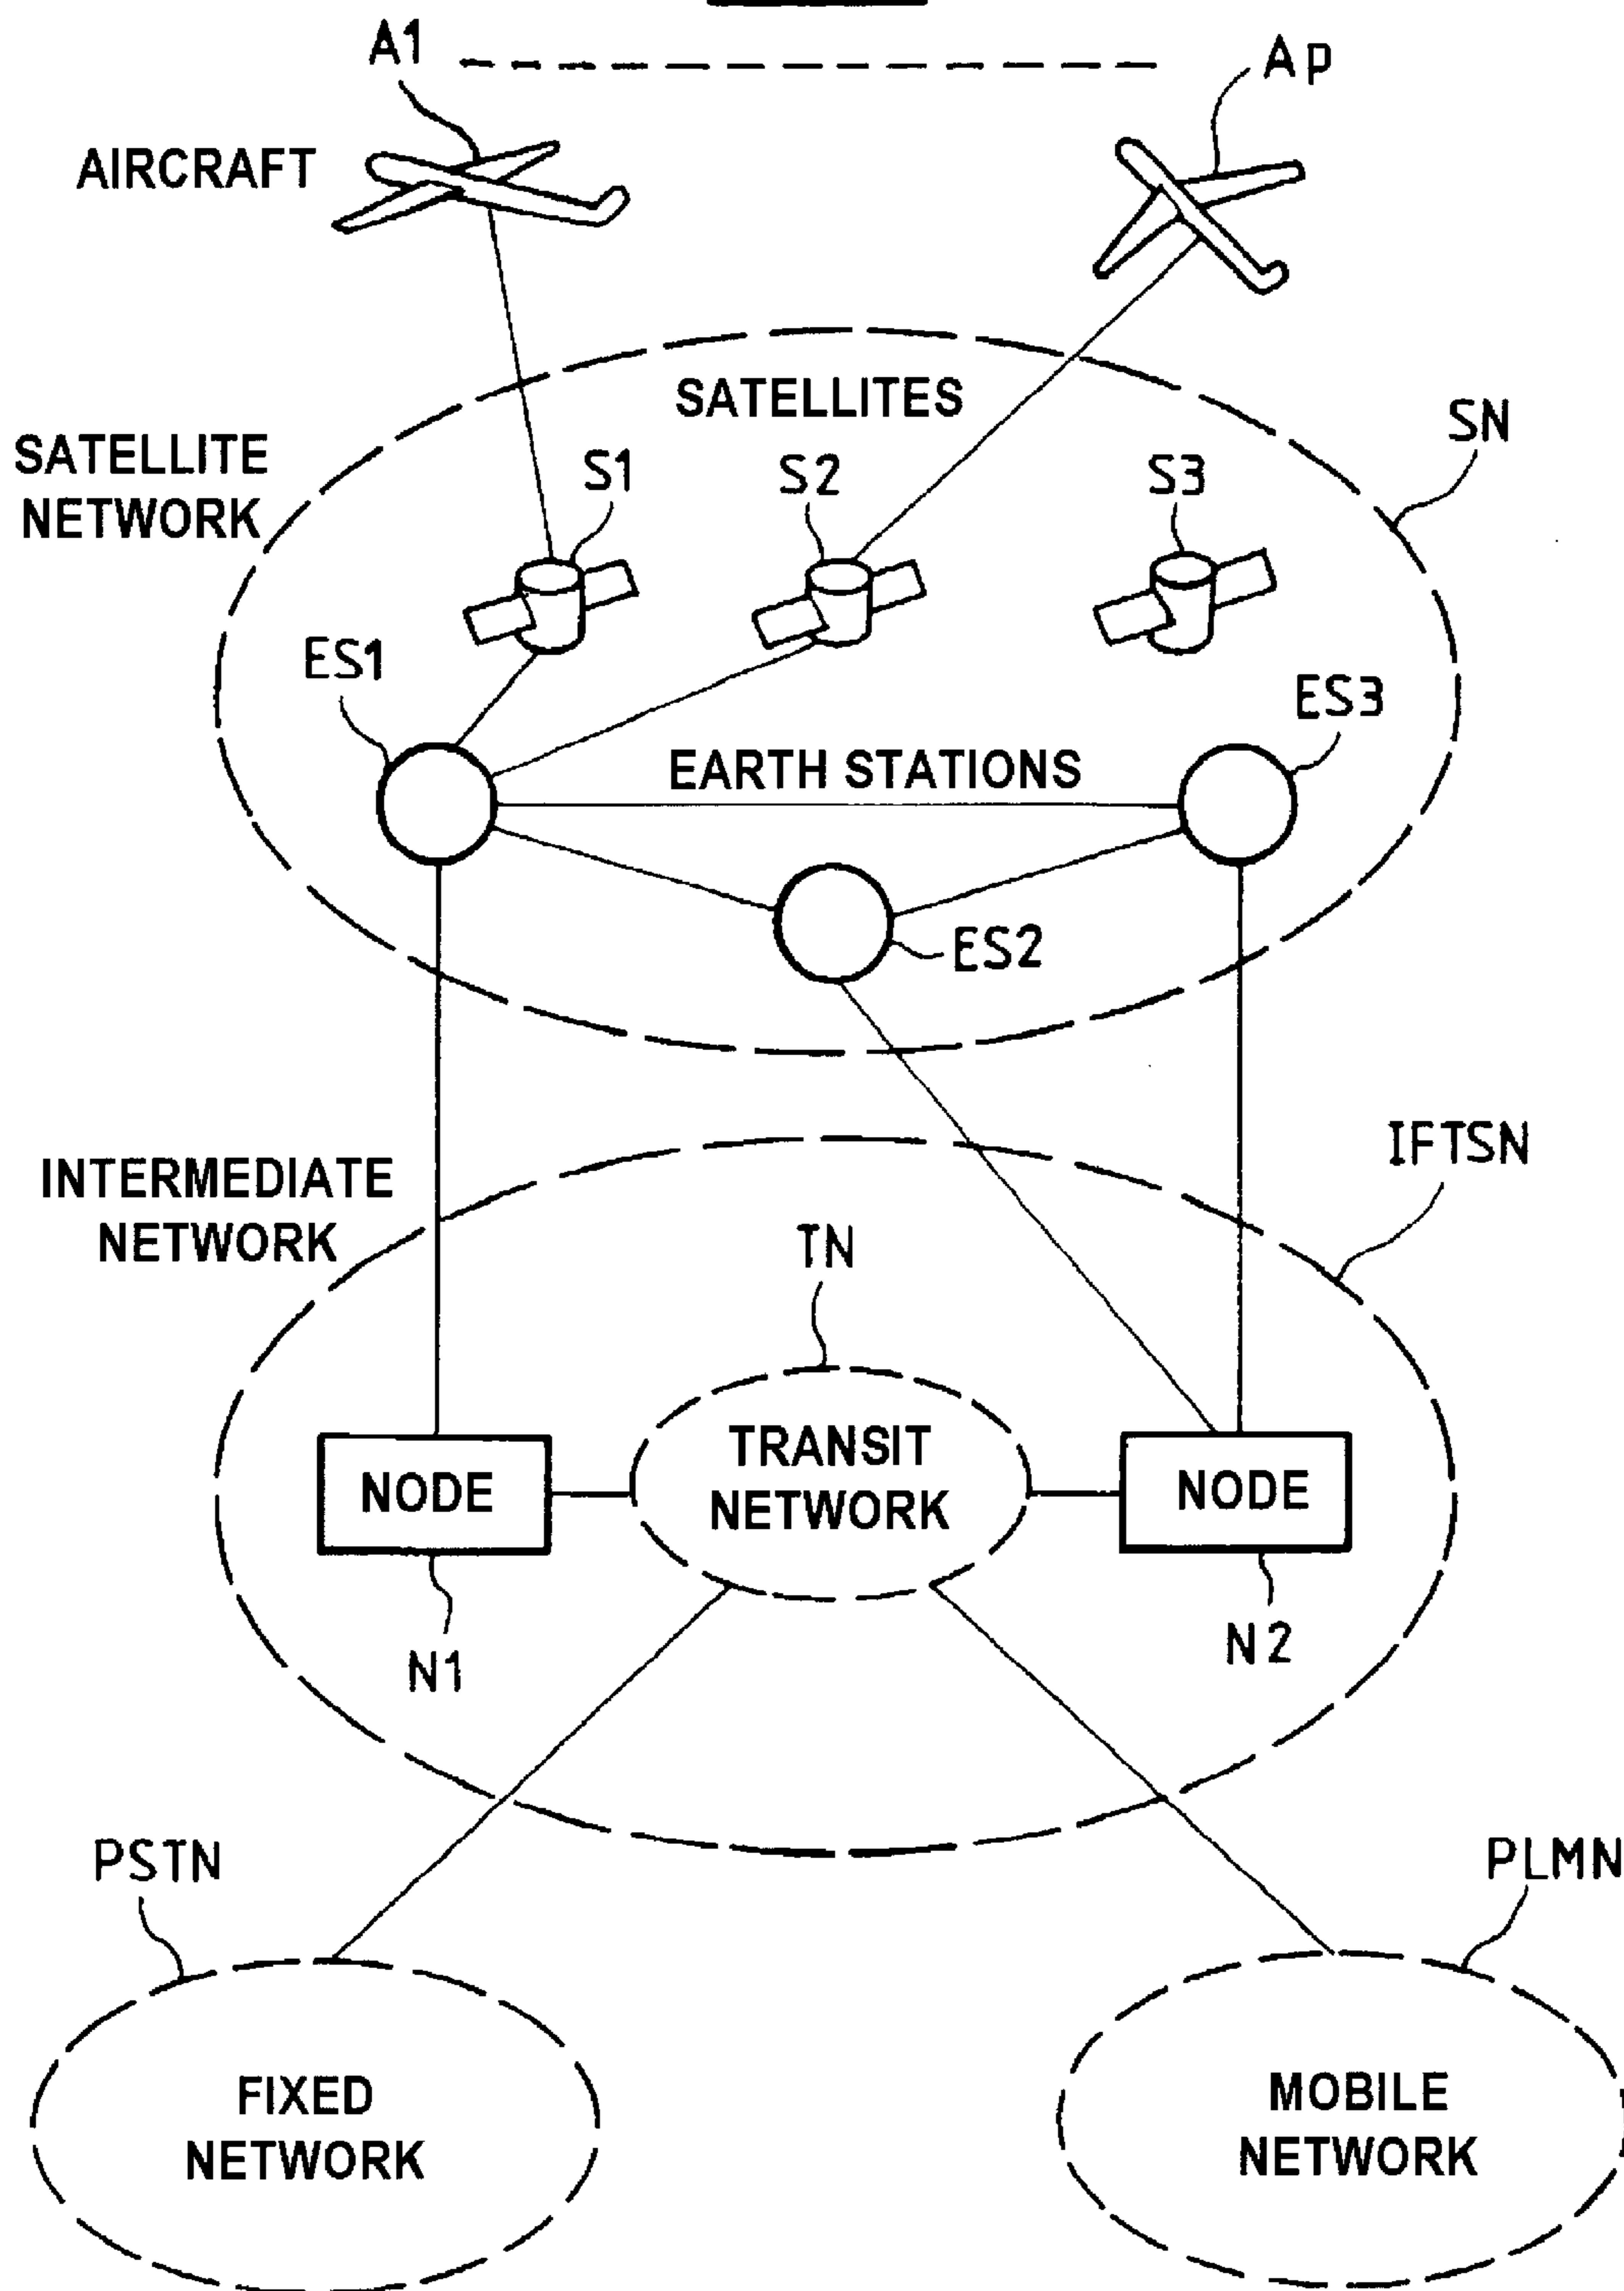 A1
Ap
AIRCRAFT
SATELLITES
SN
SATELLITE
NETWORK
S1
S2
S3
ES1
ES3
EARTH STATIONS
ES2
IFTSN
INTERMEDIATE
NETWORK
TN
TRANSIT
NETWORK
NODE
NODE
N1
N2
PSTN
PLMN
FIXED
NETWORK
MOBILE
NETWORK